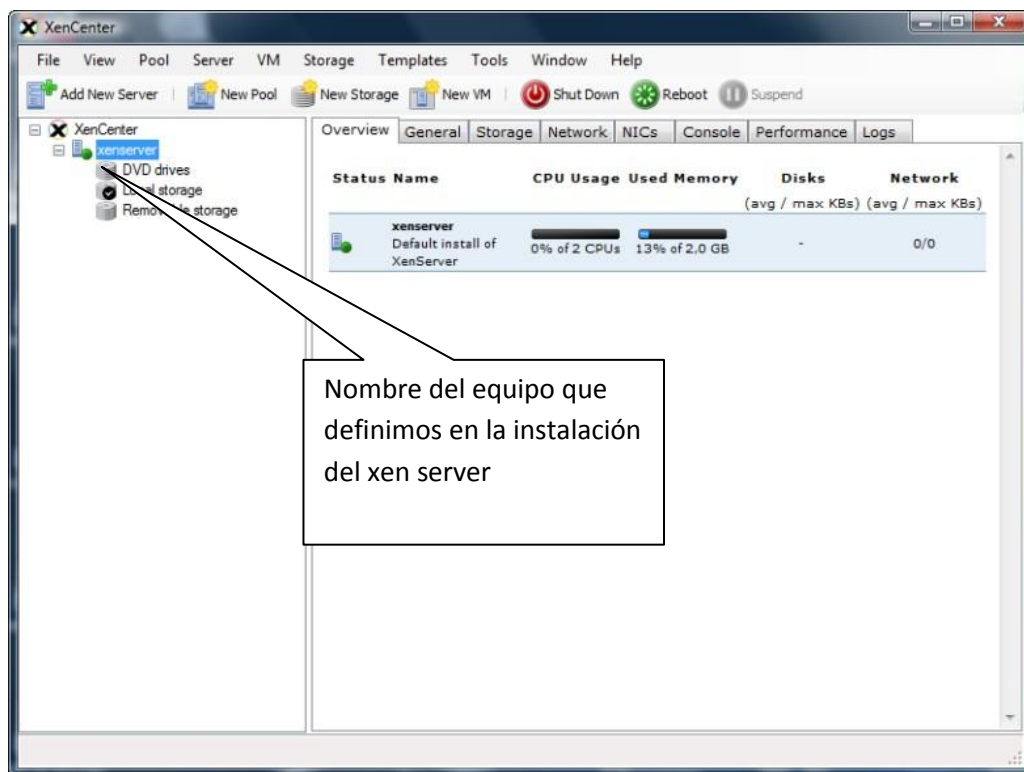 XenCenter
File View Pool Server VM Storage Templates Tools Window Help
Add New Server New Pool New Storage New VM Shut Down Reboot Suspend
XenCenter
xenserver
DVD drives
Local storage
Removable storage
Overview General Storage Network NICs Console Performance Logs
Status Name CPU Usage Used Memory Disks Network
(avg / max KBs) (avg / max KBs)
xenserver
Default install of
XenServer
0% of 2 CPUs 13% of 2,0 GB - 0/0
Nombre del equipo que
definimos en la instalación
del xen server